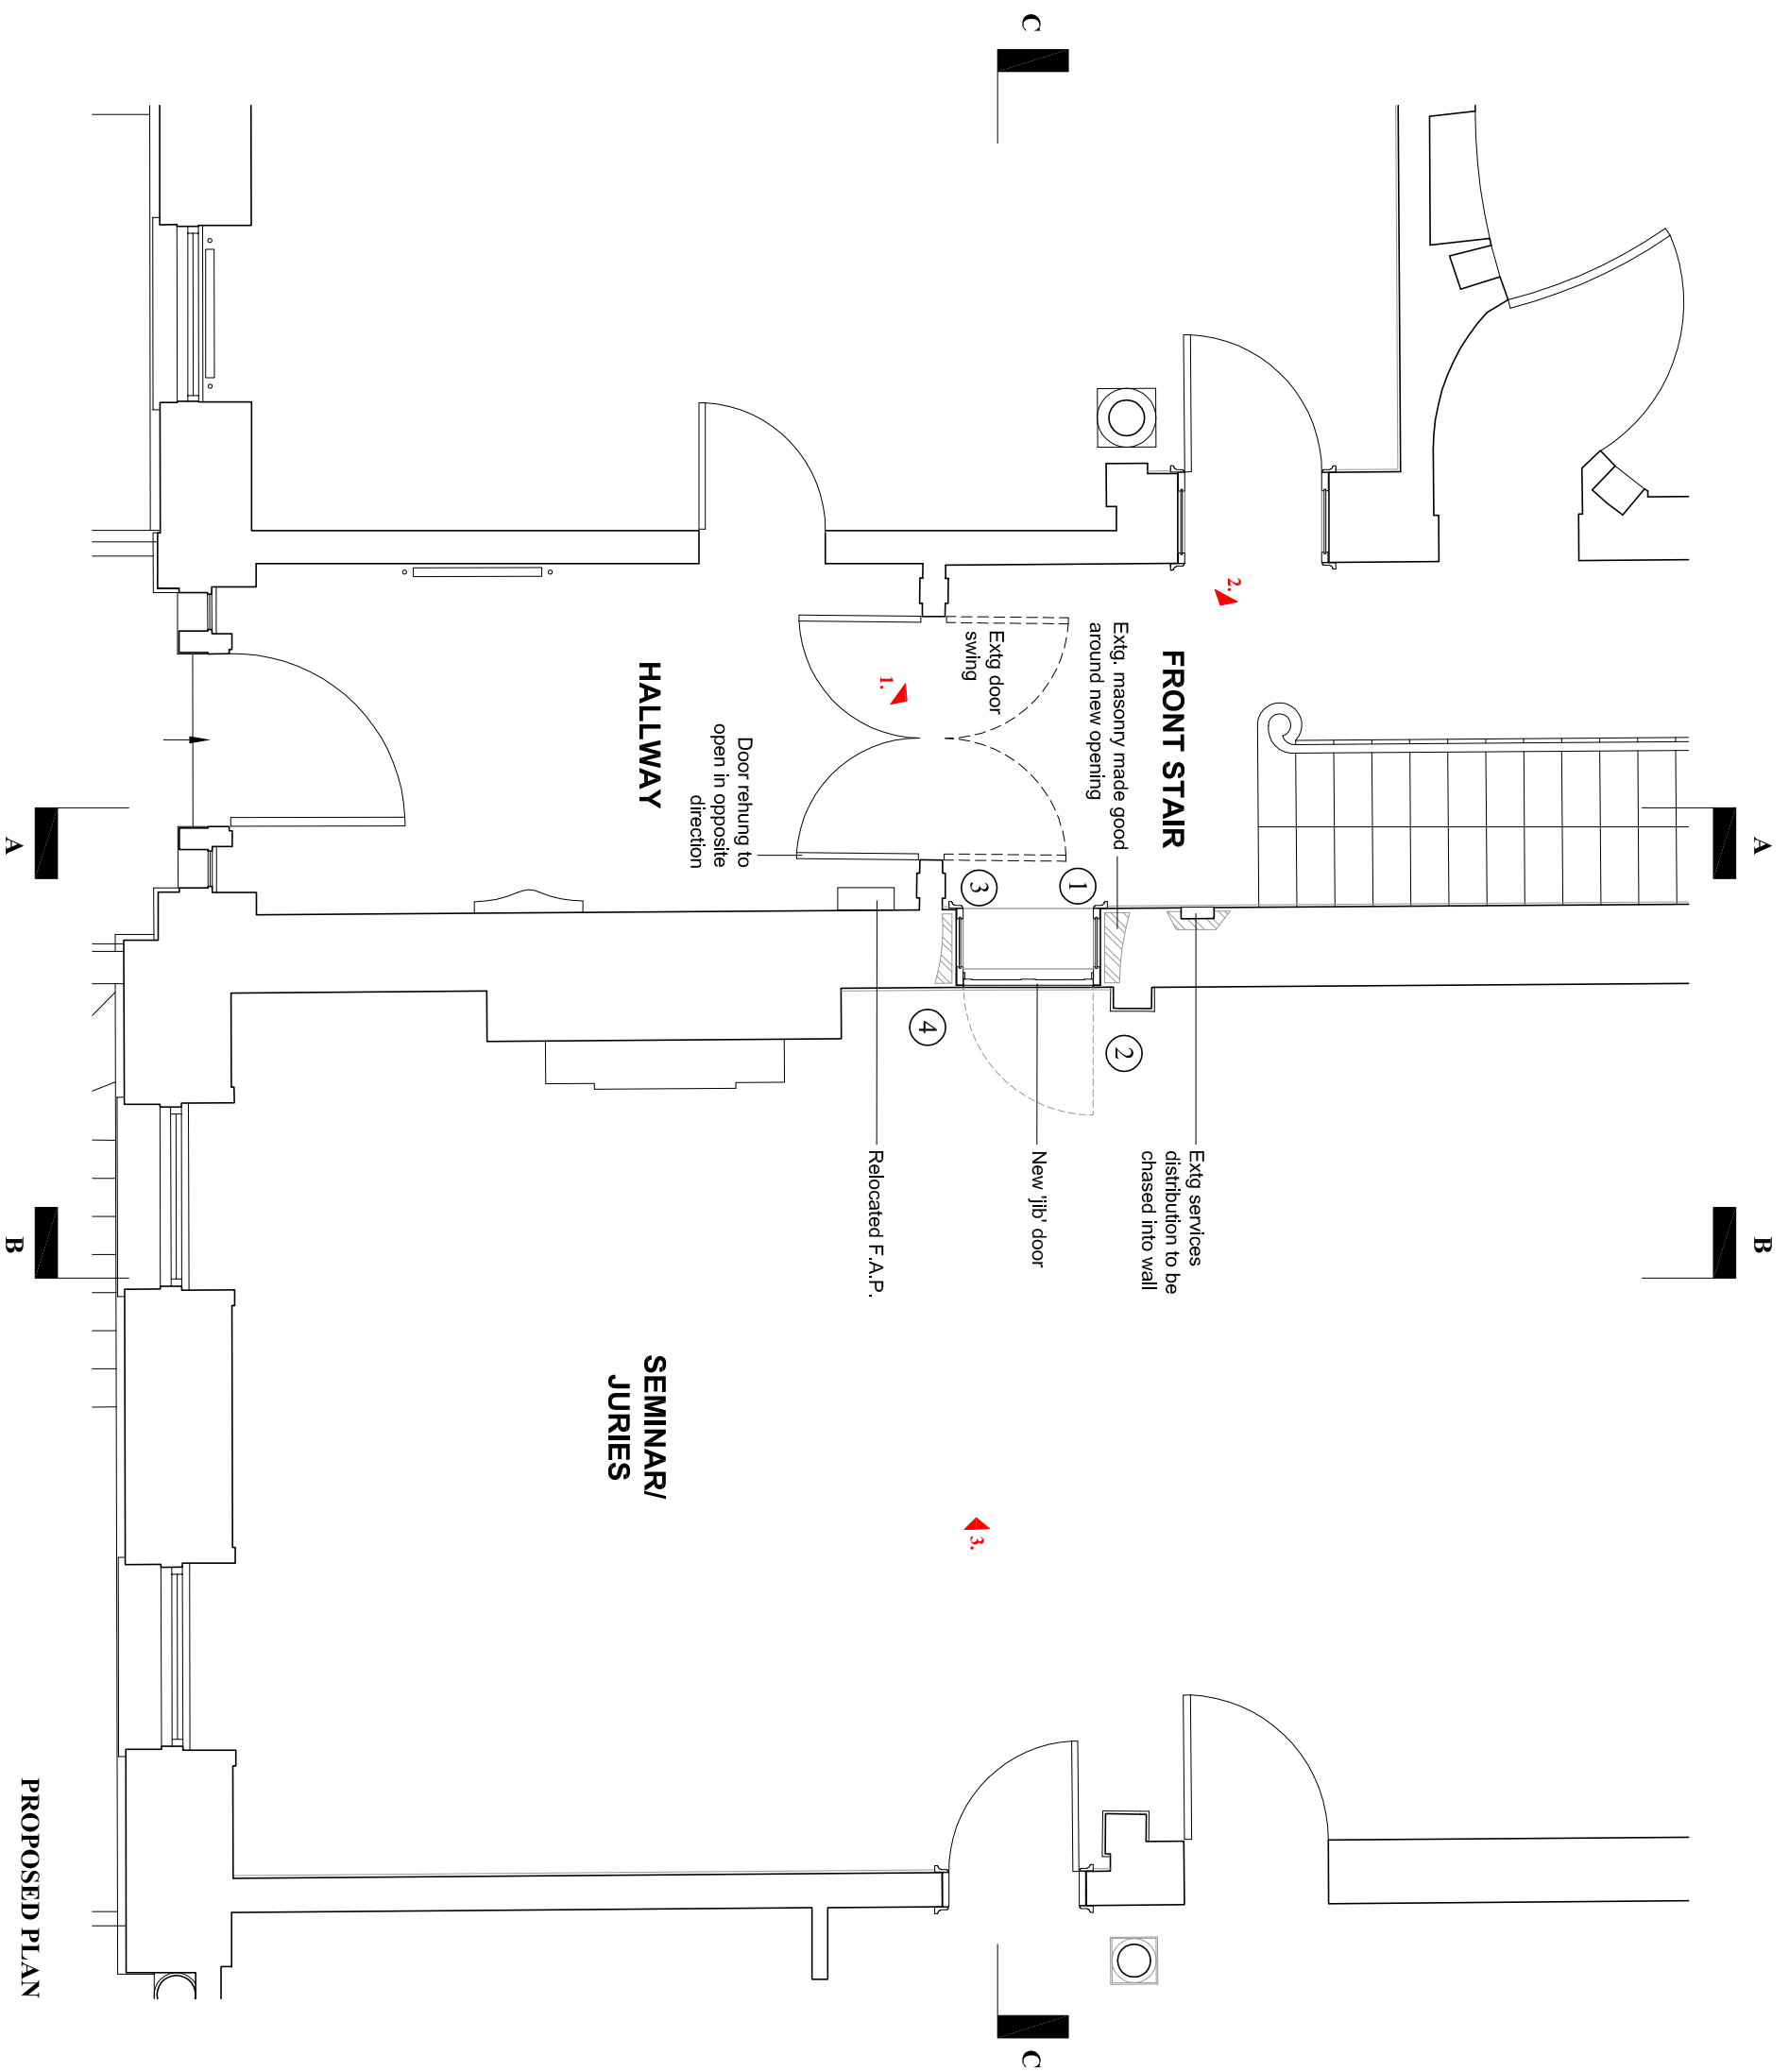 A
B
C
C
2.
FRONT STAIR
Extg. masonry made good
around new opening
Extg door
swing
1.
HALLWAY
Door rehung to
open in opposite
direction
1
3
2
4
Extg services
distribution to be
chased into wall
New 'jib' door
Relocated F.A.P.
SEMINAR/
JURIES
3.
A
B
PROPOSED PLAN